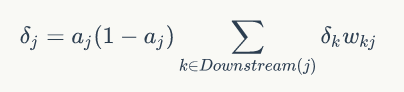 δ_j = a_j(1 − a_j) ∑_{k∈Downstream(j)} δ_k w_{kj}